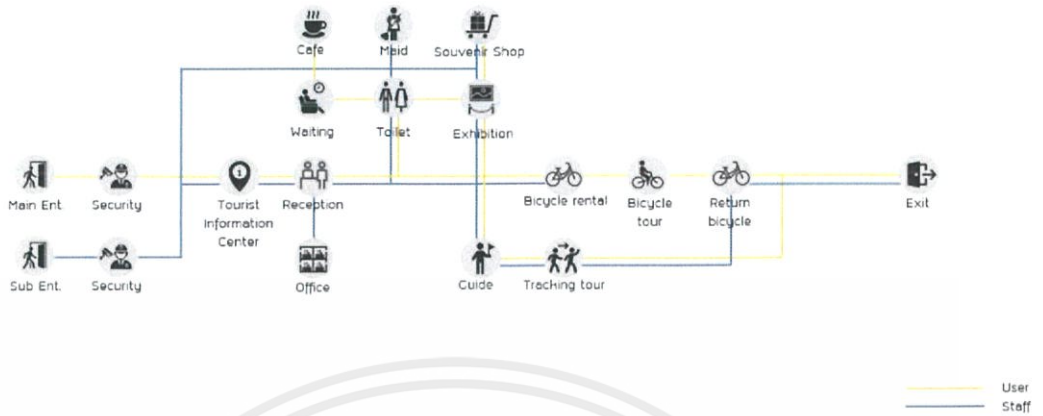 Cafe
Maid
Souvenir Shop
Waiting
Toilet
Exhibition
Main Ent.
Security
Tourist
Information
Center
Reception
Bicycle rental
Bicycle
tour
Return
bicycle
Exit
Sub Ent.
Security
Office
Guide
Traching tour
User
Staff